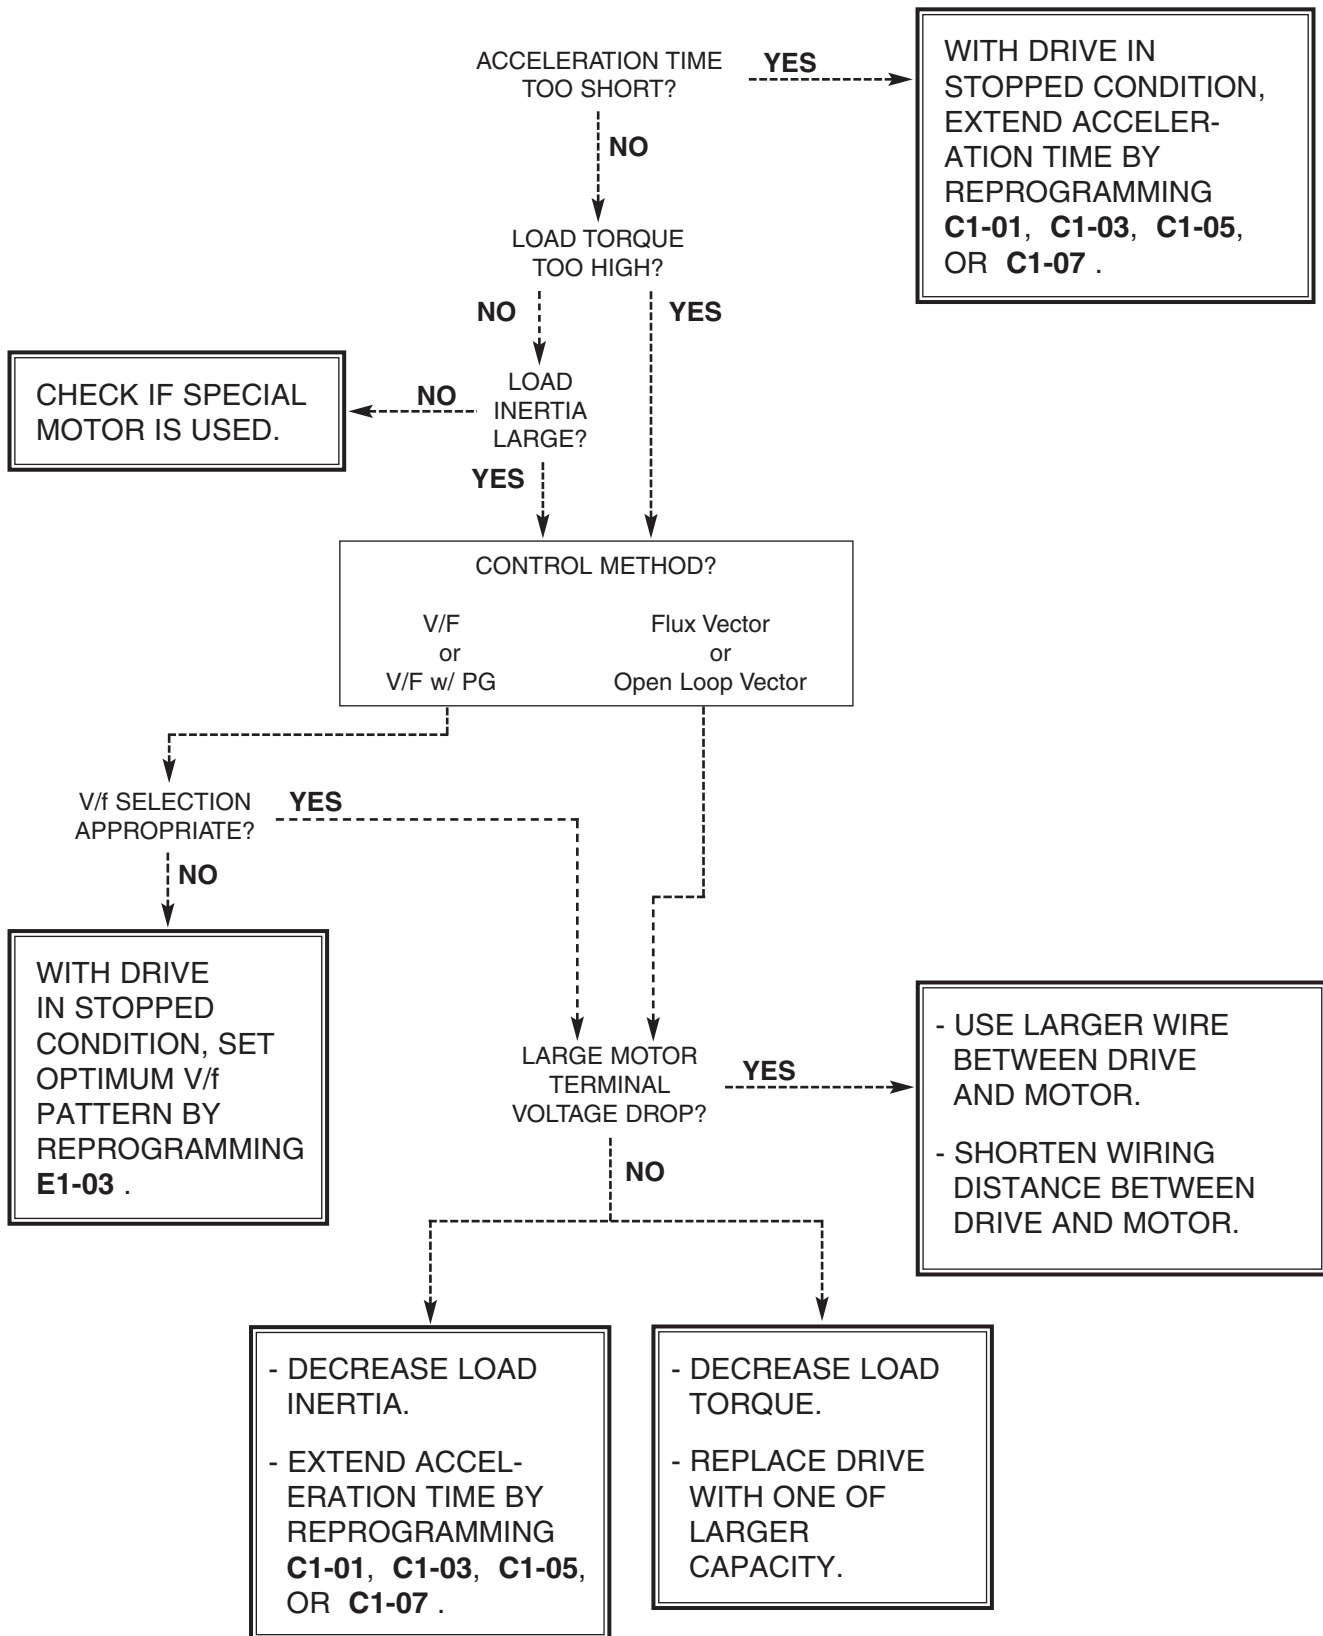 ACCELERATION TIME
TOO SHORT?
YES
WITH DRIVE IN
STOPPED CONDITION,
EXTEND ACCELER-
ATION TIME BY
REPROGRAMMING
C1-01, C1-03, C1-05,
OR C1-07 .
NO
LOAD TORQUE
TOO HIGH?
NO
YES
LOAD
INERTIA
LARGE?
NO
CHECK IF SPECIAL
MOTOR IS USED.
YES
CONTROL METHOD?
V/F
or
V/F w/ PG
Flux Vector
or
Open Loop Vector
V/f SELECTION
APPROPRIATE?
YES
NO
WITH DRIVE
IN STOPPED
CONDITION, SET
OPTIMUM V/f
PATTERN BY
REPROGRAMMING
E1-03 .
LARGE MOTOR
TERMINAL
VOLTAGE DROP?
YES
- USE LARGER WIRE
BETWEEN DRIVE
AND MOTOR.
- SHORTEN WIRING
DISTANCE BETWEEN
DRIVE AND MOTOR.
NO
- DECREASE LOAD
INERTIA.
- EXTEND ACCEL-
ERATION TIME BY
REPROGRAMMING
C1-01, C1-03, C1-05,
OR C1-07 .
- DECREASE LOAD
TORQUE.
- REPLACE DRIVE
WITH ONE OF
LARGER
CAPACITY.